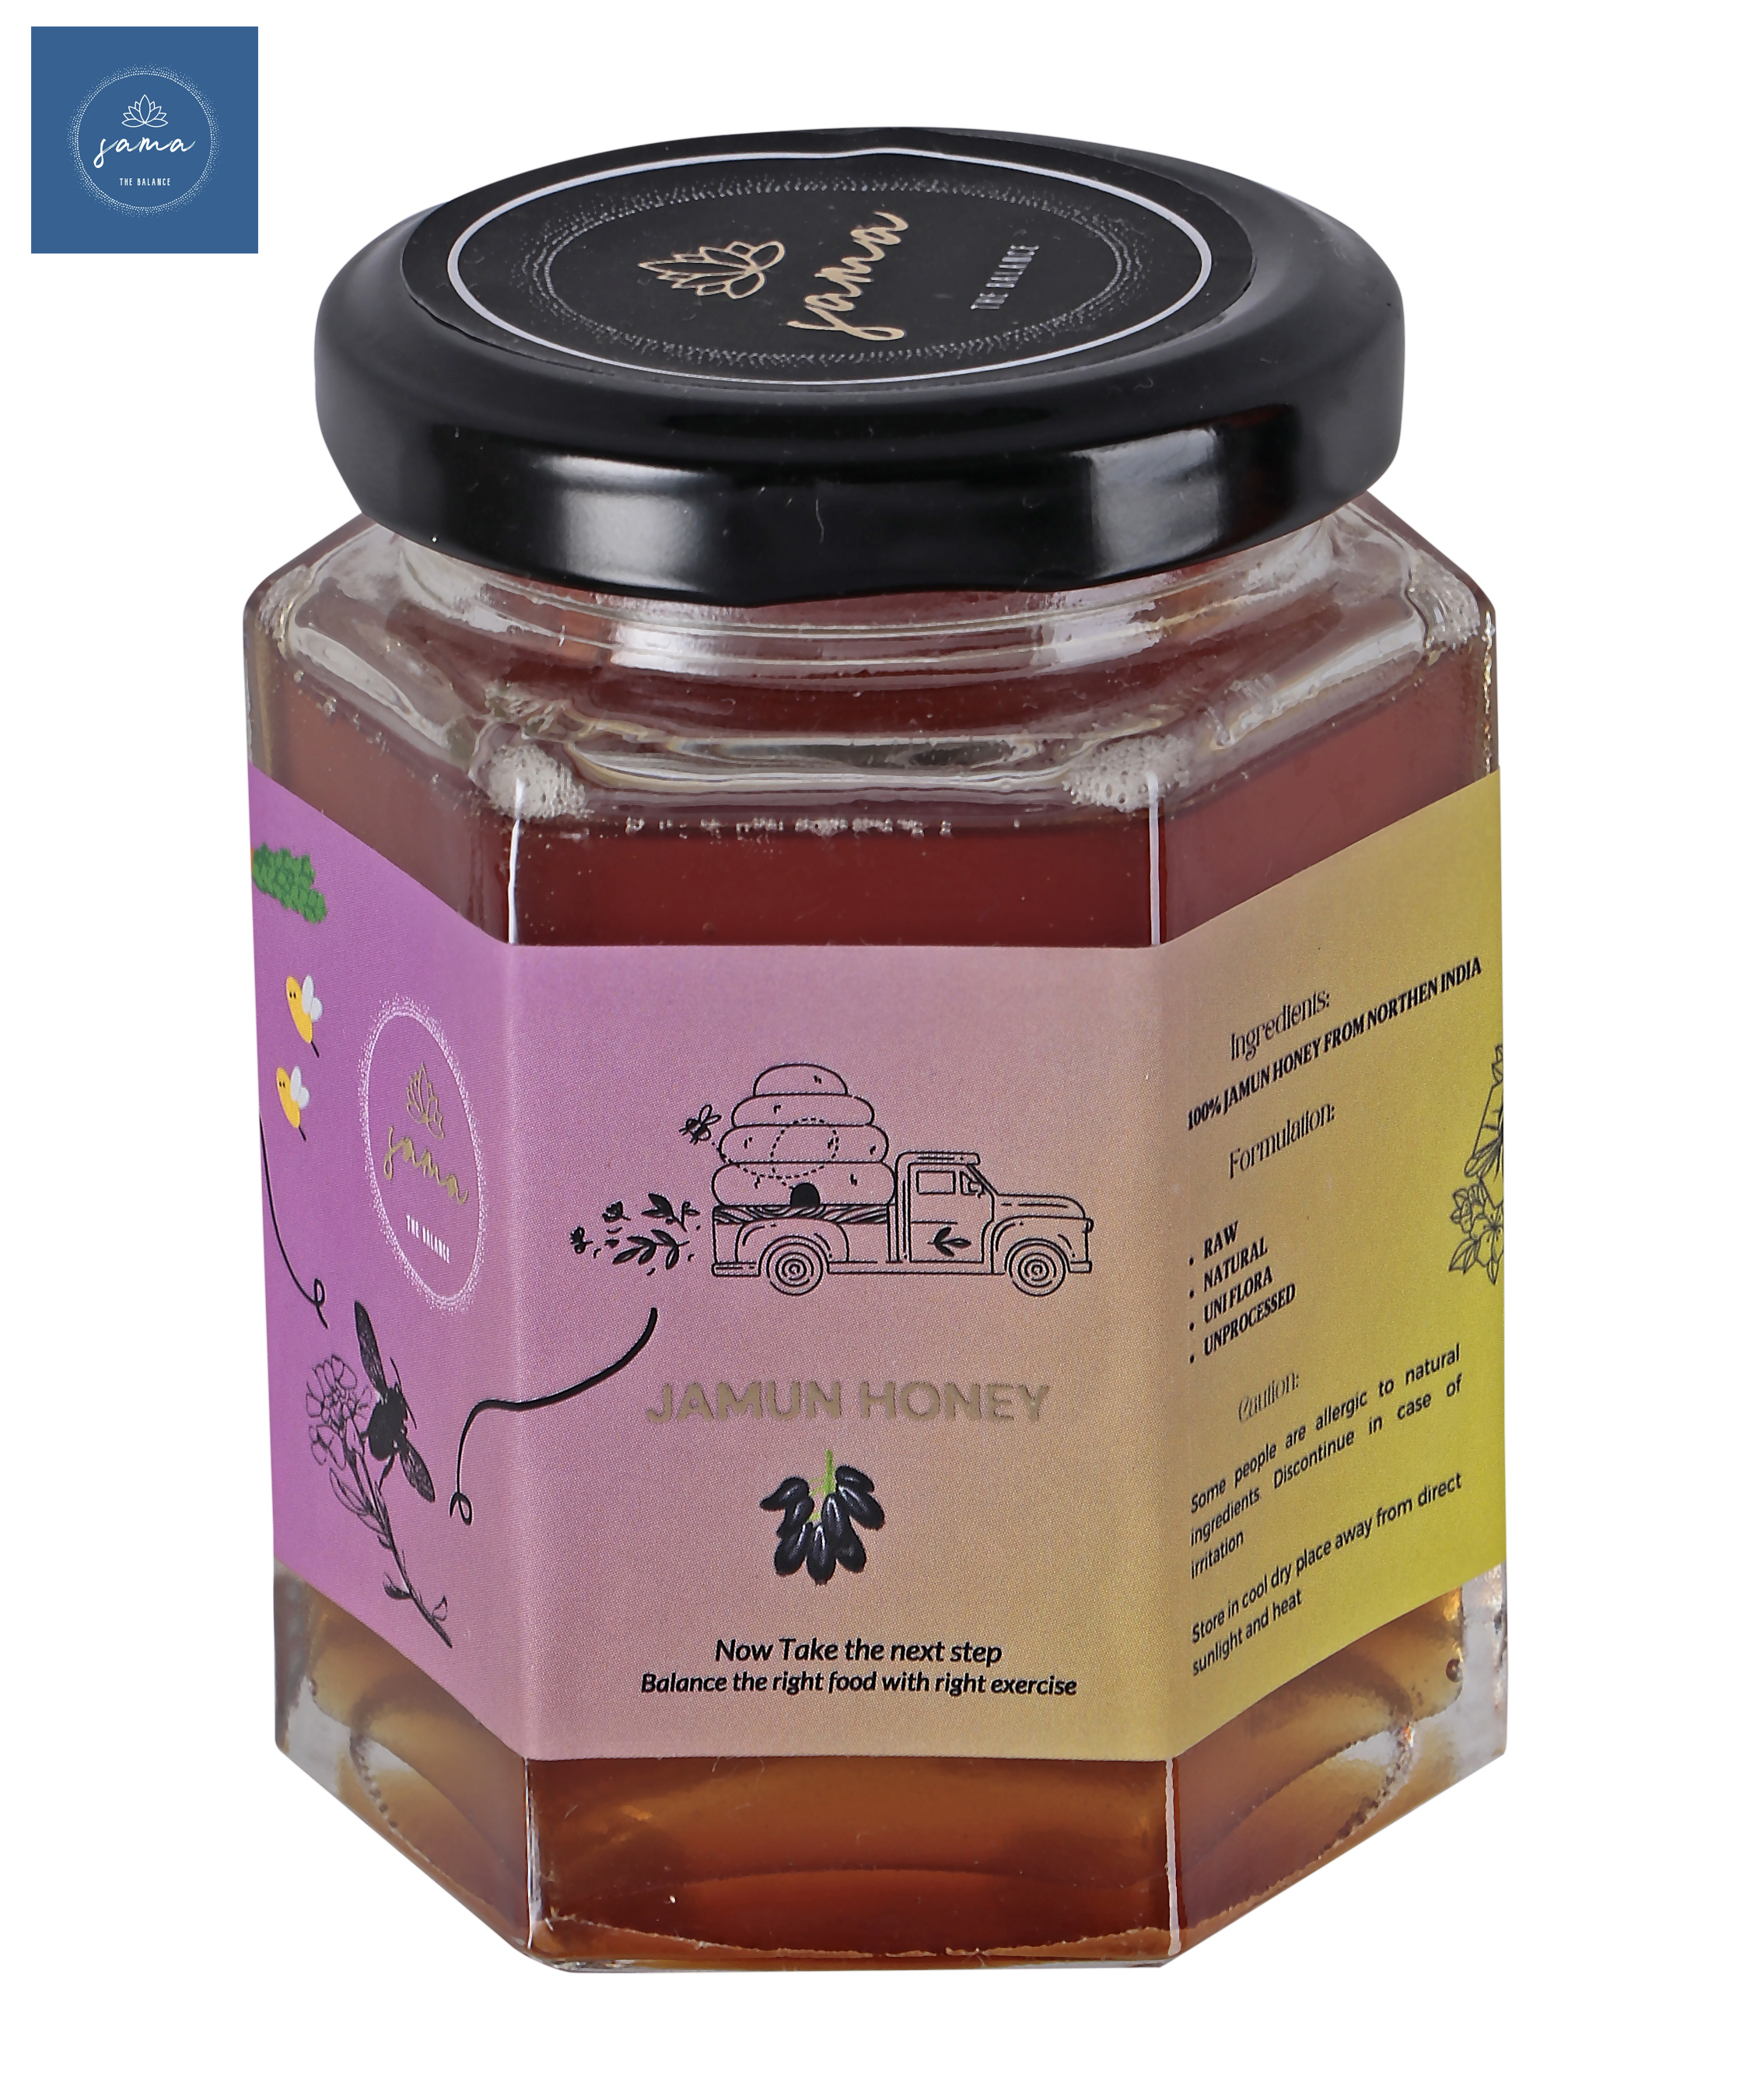 sama
THE BALANCE
sama
THE BALANCE
sama
THE BALANCE
JAMUN HONEY
Now Take the next step
Balance the right food with right exercise
Ingredients:
100% JAMUN HONEY FROM NORTHEN INDIA
Formulation:
• RAW
• NATURAL
• UNI FLORA
• UNPROCESSED
Caution:
Some people are allergic to natural
ingredients. Discontinue in case of
irritation
Store in cool dry place away from direct
sunlight and heat